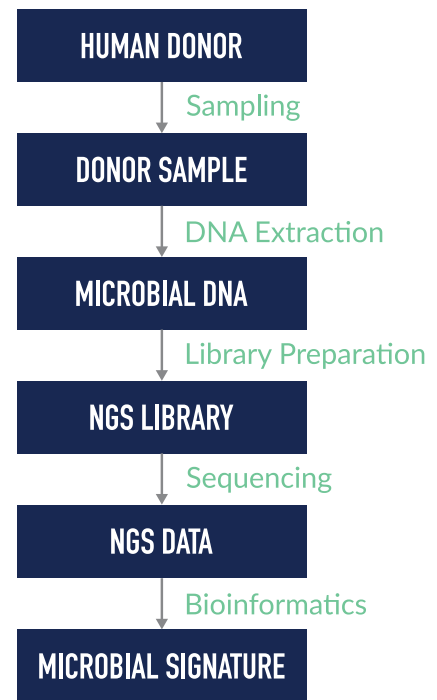 HUMAN DONOR
Sampling
DONOR SAMPLE
DNA Extraction
MICROBIAL DNA
Library Preparation
NGS LIBRARY
Sequencing
NGS DATA
Bioinformatics
MICROBIAL SIGNATURE